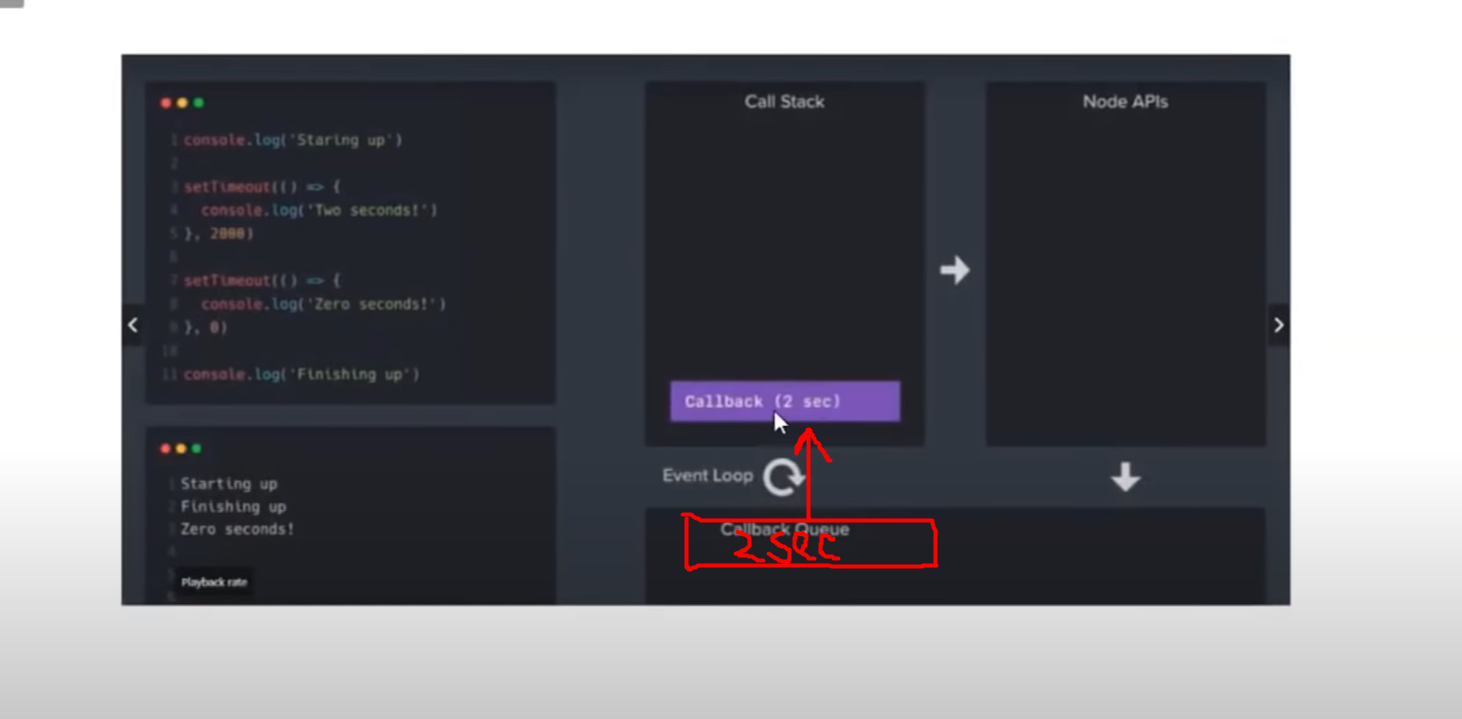 Call Stack
Node APIs
1 console.log('Staring up')
2
3 setTimeout(() => {
4 console.log('Two seconds!')
5 }, 2000)
6
7 setTimeout(() => {
8 console.log('Zero seconds!')
9 }, 0)
10
11 console.log('Finishing up')
Callback (2 sec)
Event Loop
Callback Queue
2 sec
1 Starting up
2 Finishing up
3 Zero seconds!
4
5
Playback rate
6